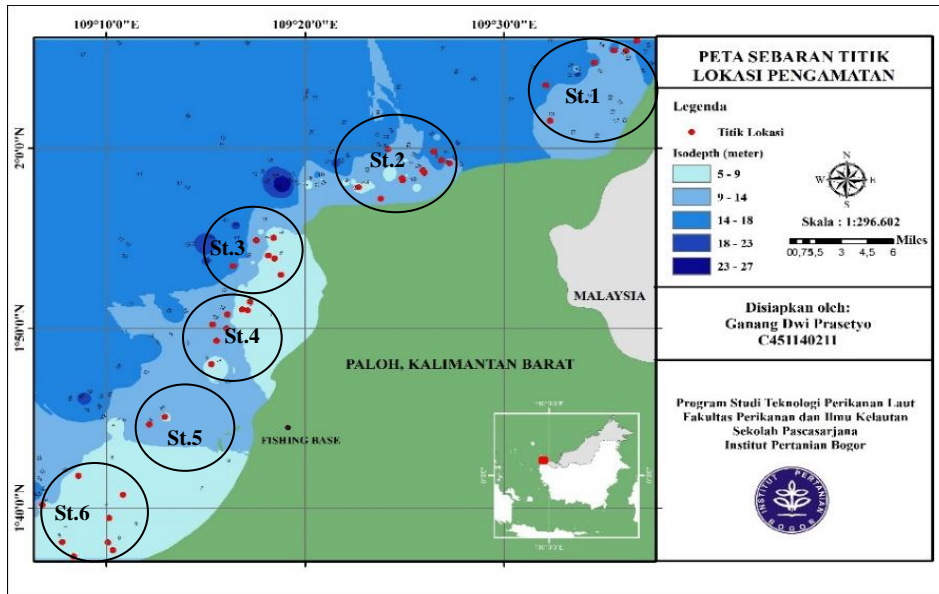 109°10'0"E
109°20'0"E
109°30'0"E
2°0'0"N
1°50'0"N
1°40'0"N
St.1
St.2
St.3
St.4
St.5
St.6
MALAYSIA
PALOH, KALIMANTAN BARAT
FISHING BASE
PETA SEBARAN TITIK
LOKASI PENGAMATAN
Legenda
Titik Lokasi
Isodepth (meter)
5 - 9
9 - 14
14 - 18
18 - 23
23 - 27
N
W
E
S
Skala : 1:296.602
Miles
00,75,5 3 4,5 6
Disiapkan oleh:
Ganang Dwi Prasetyo
C451140211
Program Studi Teknologi Perikanan Laut
Fakultas Perikanan dan Ilmu Kelautan
Sekolah Pascasarjana
Institut Pertanian Bogor
INSTITUT PERTANIAN
BOGOR